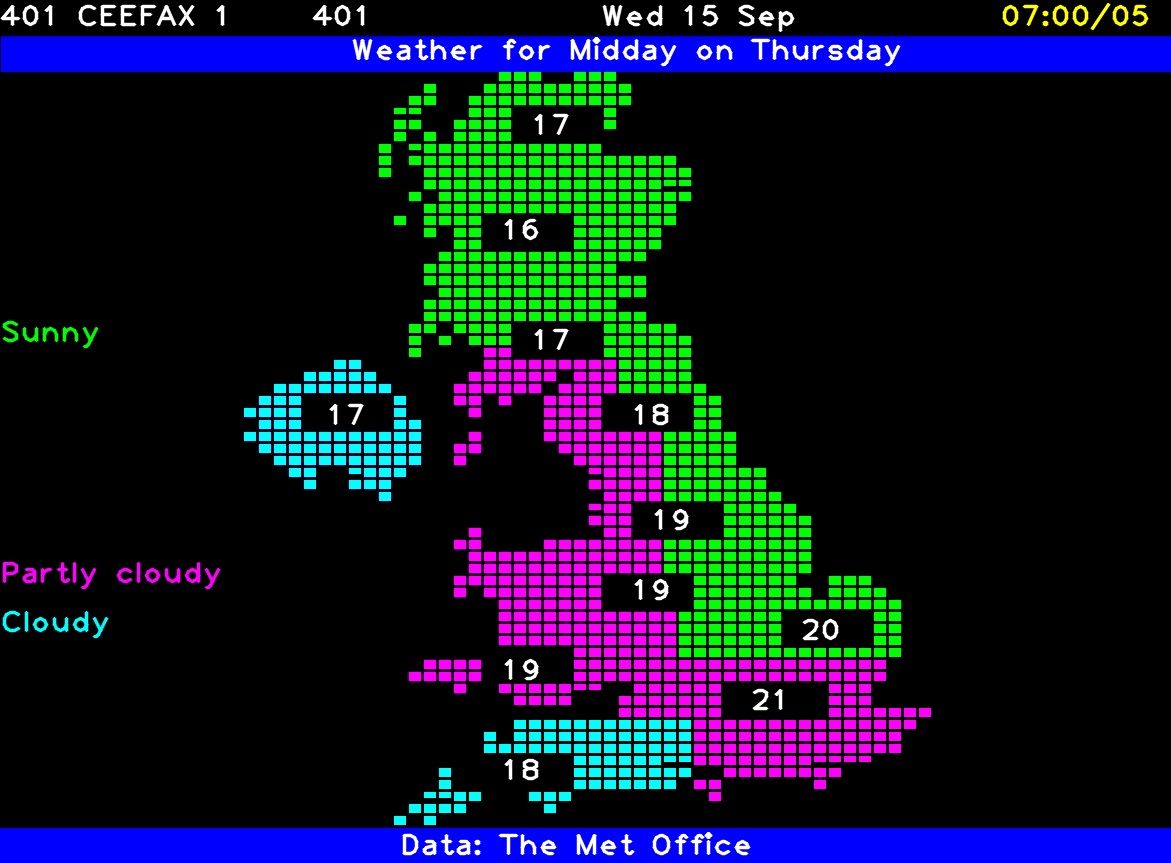 401 CEEFAX 1 401 Wed 15 Sep 07:00/05
Weather for Midday on Thursday
17
16
Sunny
17
17
18
19
Partly cloudy
19
Cloudy
20
19
21
18
Data: The Met Office